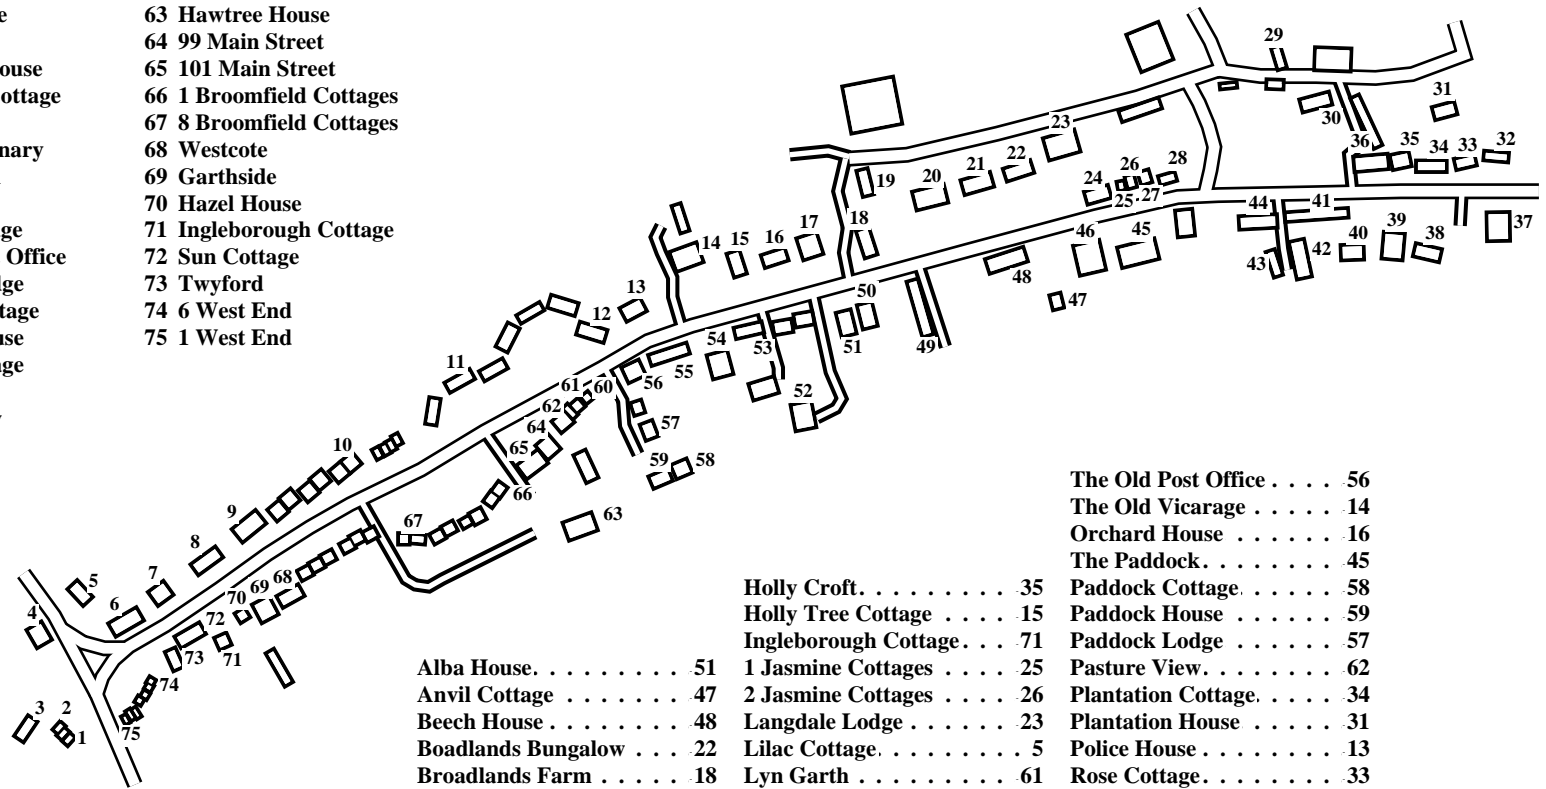 e
ouse
ottage
nary
ge
Office
dge
tage
use
ge
63 Hawtree House
64 99 Main Street
65 101 Main Street
66 1 Broomfield Cottages
67 8 Broomfield Cottages
68 Westcote
69 Garthside
70 Hazel House
71 Ingleborough Cottage
72 Sun Cottage
73 Twyford
74 6 West End
75 1 West End
29
31
30
23
36
35
34
33
32
22
21
20
19
28
26
24
27
25
44
41
37
39
40
38
42
43
46
45
48
47
18
17
16
15
14
13
12
50
51
49
54
53
52
55
56
57
58
59
11
61
60
62
64
65
66
63
67
10
9
8
7
6
5
4
3
2
1
68
69
70
71
72
73
74
75
Alba House. . . . . . . . . . 51
Anvil Cottage . . . . . . . . 47
Beech House . . . . . . . . . 48
Boadlands Bungalow . . . . 22
Broadlands Farm . . . . . . 18
Holly Croft. . . . . . . . . . 35
Holly Tree Cottage . . . . . 15
Ingleborough Cottage. . . . 71
1 Jasmine Cottages . . . . . 25
2 Jasmine Cottages . . . . . 26
Langdale Lodge . . . . . . . 23
Lilac Cottage. . . . . . . . . 5
Lyn Garth . . . . . . . . . . 61
The Old Post Office . . . . . 56
The Old Vicarage . . . . . . 14
Orchard House . . . . . . . 16
The Paddock. . . . . . . . . 45
Paddock Cottage. . . . . . . 58
Paddock House . . . . . . . 59
Paddock Lodge . . . . . . . 57
Pasture View. . . . . . . . . 62
Plantation Cottage. . . . . . 34
Plantation House . . . . . . 31
Police House . . . . . . . . . 13
Rose Cottage. . . . . . . . . 33